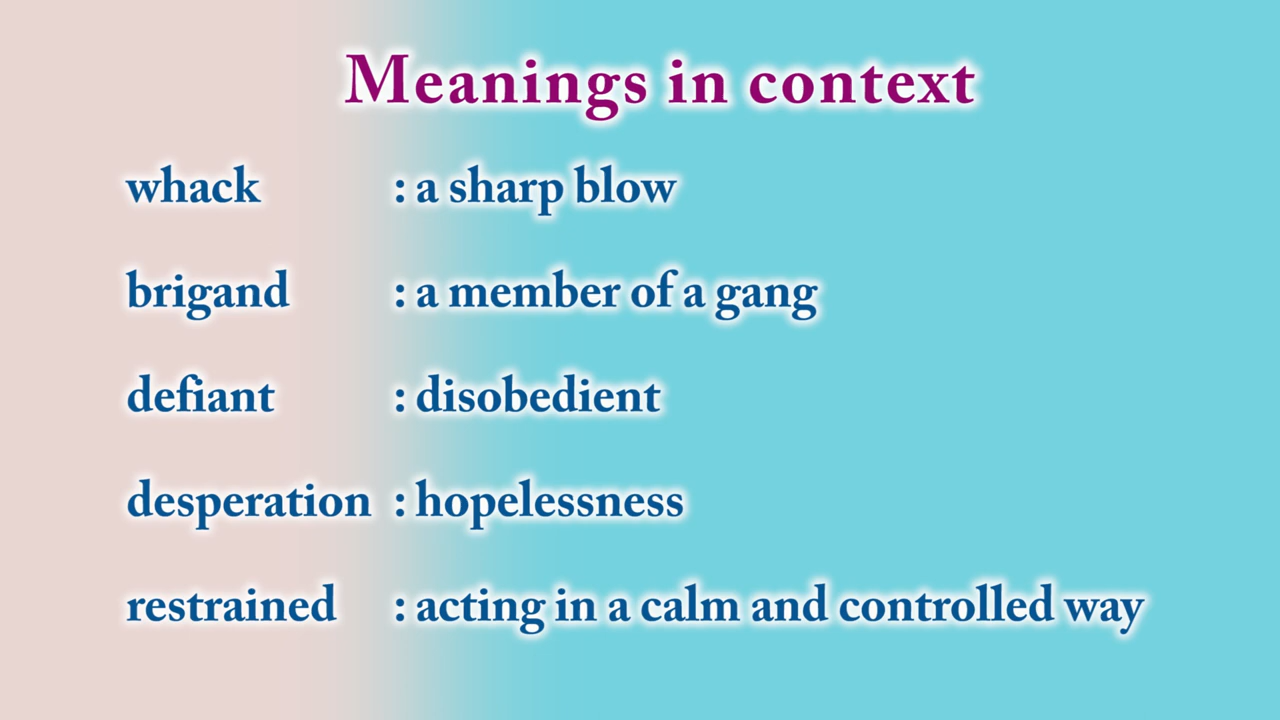 Meanings in context
whack : a sharp blow
brigand : a member of a gang
defiant : disobedient
desperation : hopelessness
restrained : acting in a calm and controlled way